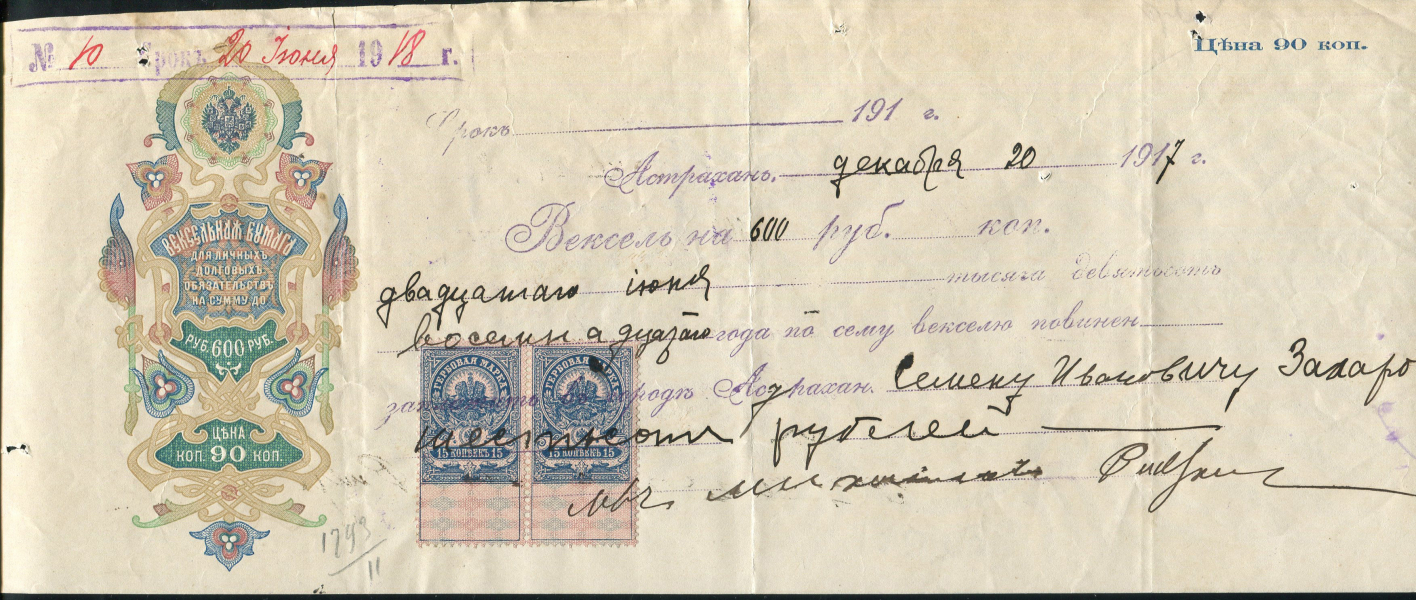 № 10 Срокъ 20 Іюня 1918 г.
Цѣна 90 коп.
Срокъ 191 г.
Астрахань, декабря 20 1917 г.
Вексель на 600 руб. коп.
двадцатаго іюня тысяча девятьсотъ
восемнадцатаго года по сему векселю повинен
заплатить въ городѣ Астрахан. Семену Ивановичу Захаро
шестьсот рублей
ВЕКСЕЛЬНАЯ БУМАГА
ДЛЯ ЛИЧНЫХЪ
ДОЛГОВЫХЪ
ОБЯЗАТЕЛЬСТВЪ
НА СУММУ ДО
РУБ. 600 РУБ.
ЦѢНА
КОП. 90 КОП.
ГЕРБОВАЯ МАРКА
15 КОПѢЕКЪ 15
ГЕРБОВАЯ МАРКА
15 КОПѢЕКЪ 15
1793
11